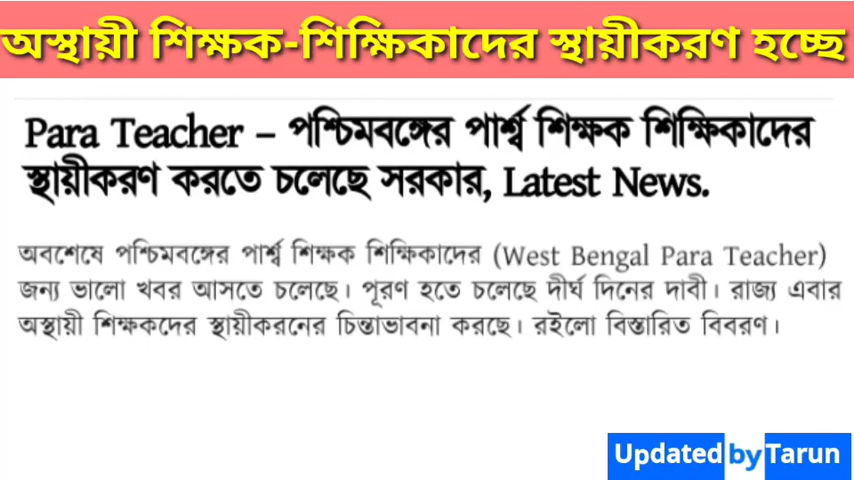 অস্থায়ী শিক্ষক-শিক্ষিকাদের স্থায়ীকরণ হচ্ছে
Para Teacher – পশ্চিমবঙ্গের পার্শ্ব শিক্ষক শিক্ষিকাদের
স্থায়ীকরণ করতে চলেছে সরকার, Latest News.
অবশেষে পশ্চিমবঙ্গের পার্শ্ব শিক্ষক শিক্ষিকাদের (West Bengal Para Teacher)
জন্য ভালো খবর আসতে চলেছে। পূরণ হতে চলেছে দীর্ঘ দিনের দাবী। রাজ্য এবার
অস্থায়ী শিক্ষকদের স্থায়ীকরনের চিন্তাভাবনা করছে। রইলো বিস্তারিত বিবরণ।
Updated by Tarun